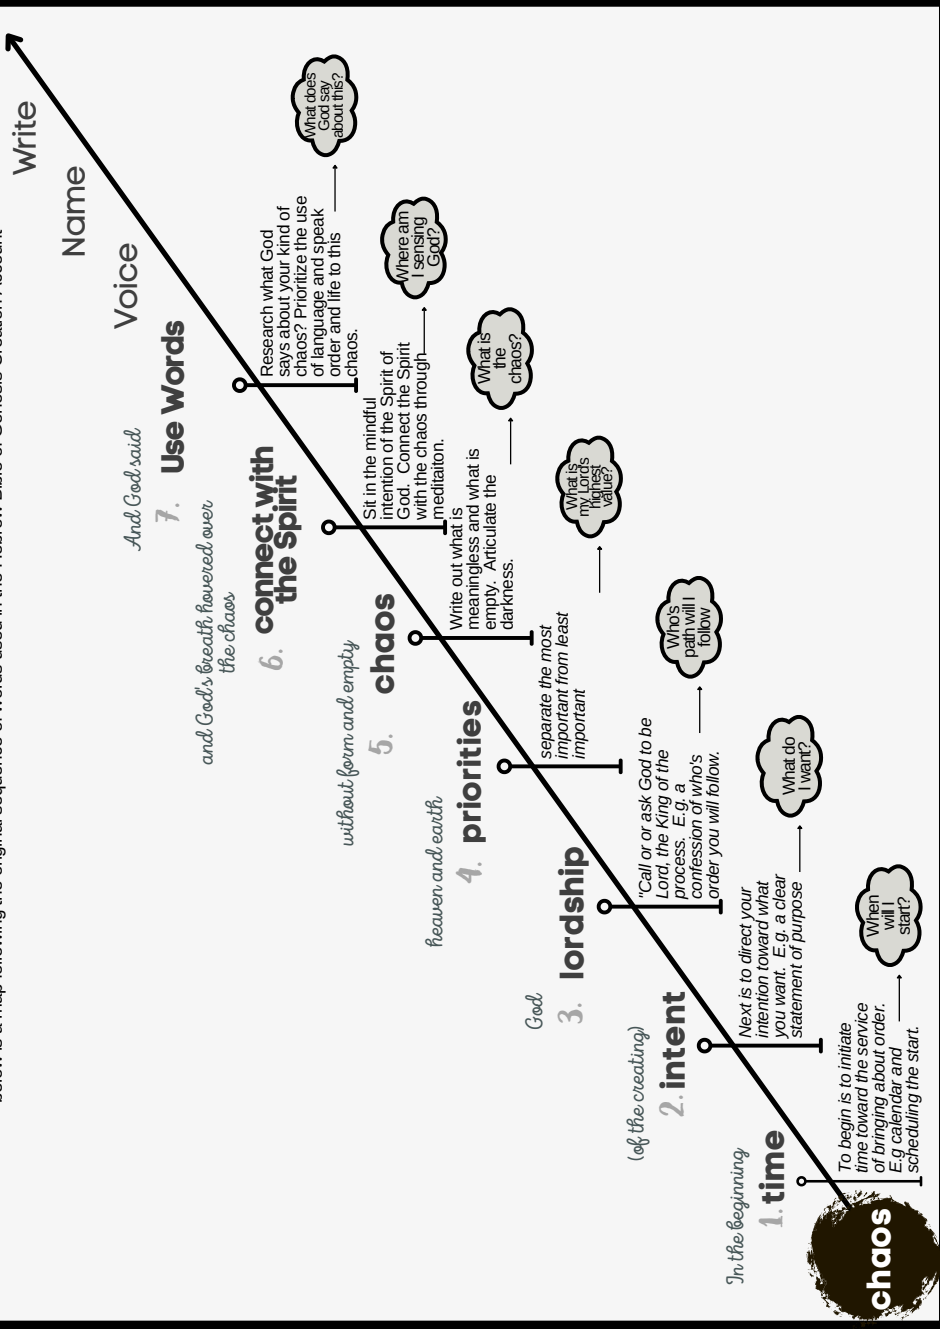 below is a map following the original sequence of words used in the Hebrew Bible of Genesis Creation Account
Write
Name
Voice
And God said
7. Use Words
Research what God
says about your kind of
chaos? Prioritize the use
of language and speak
order and life to this
chaos.
What does
God say
about this?
and God's breath hovered over
the chaos
6. connect with
the Spirit
Sit in the mindful
intention of the Spirit of
God. Connect the Spirit
with the chaos through
meditaiton.
Where am
I sensing
God?
without form and empty
5. chaos
Write out what is
meaningless and what is
empty. Articulate the
darkness.
What is
the
chaos?
heaven and earth
4. priorities
separate the most
important from least
important
What is
my Lord's
highest
value?
God
3. lordship
"Call or or ask God to be
Lord, the King of the
process. E.g. a
confession of who's
order you will follow.
Who's
path will I
follow
(of the creating)
2. intent
Next is to direct your
intention toward what
you want. E.g. a clear
statement of purpose
What do
I want?
In the beginning
1. time
To begin is to initiate
time toward the service
of bringing about order.
E.g calendar and
scheduling the start.
When
will I
start?
chaos